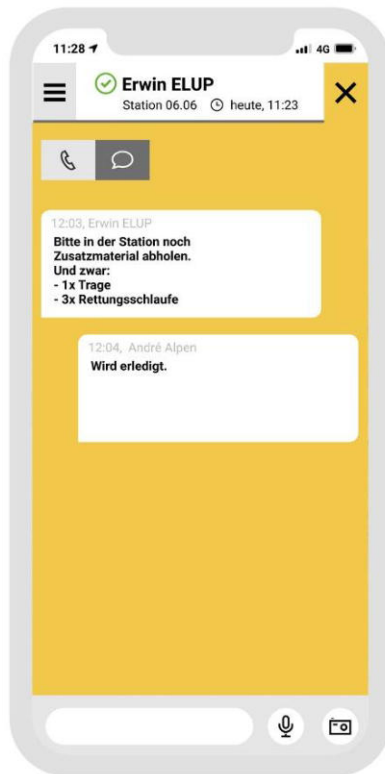 11:28 4G
Erwin ELUP
Station 06.06 heute, 11:23
12:03, Erwin ELUP
Bitte in der Station noch
Zusatzmaterial abholen.
Und zwar:
- 1x Trage
- 3x Rettungsschlaufe
12:04, André Alpen
Wird erledigt.